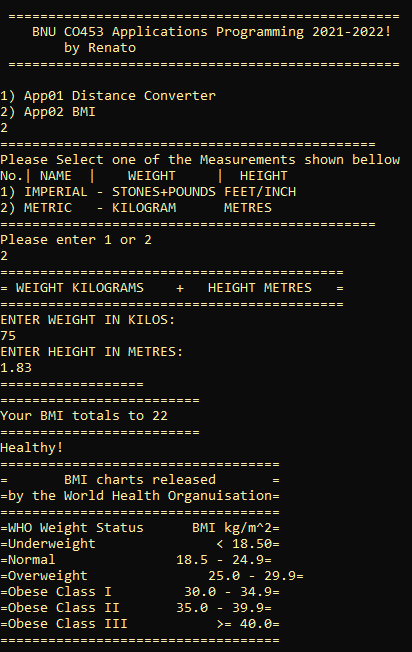 =================================================
BNU CO453 Applications Programming 2021-2022!
by Renato
=================================================
1) App01 Distance Converter
2) App02 BMI
2
===============================================
Please Select one of the Measurements shown bellow
No.| NAME  |    WEIGHT     |  HEIGHT
1) IMPERIAL - STONES+POUNDS FEET/INCH
2) METRIC   - KILOGRAM      METRES
===============================================
Please enter 1 or 2
2
===========================================
= WEIGHT KILOGRAMS    +   HEIGHT METRES   =
===========================================
ENTER WEIGHT IN KILOS:
75
ENTER HEIGHT IN METRES:
1.83
==================
=========================
Your BMI totals to 22
=========================
Healthy!
===================================
=       BMI charts released       =
=by the World Health Organuisation=
===================================
=WHO Weight Status      BMI kg/m^2=
=Underweight               < 18.50=
=Normal               18.5 - 24.9=
=Overweight               25.0 - 29.9=
=Obese Class I         30.0 - 34.9=
=Obese Class II       35.0 - 39.9=
=Obese Class III           >= 40.0=
===================================